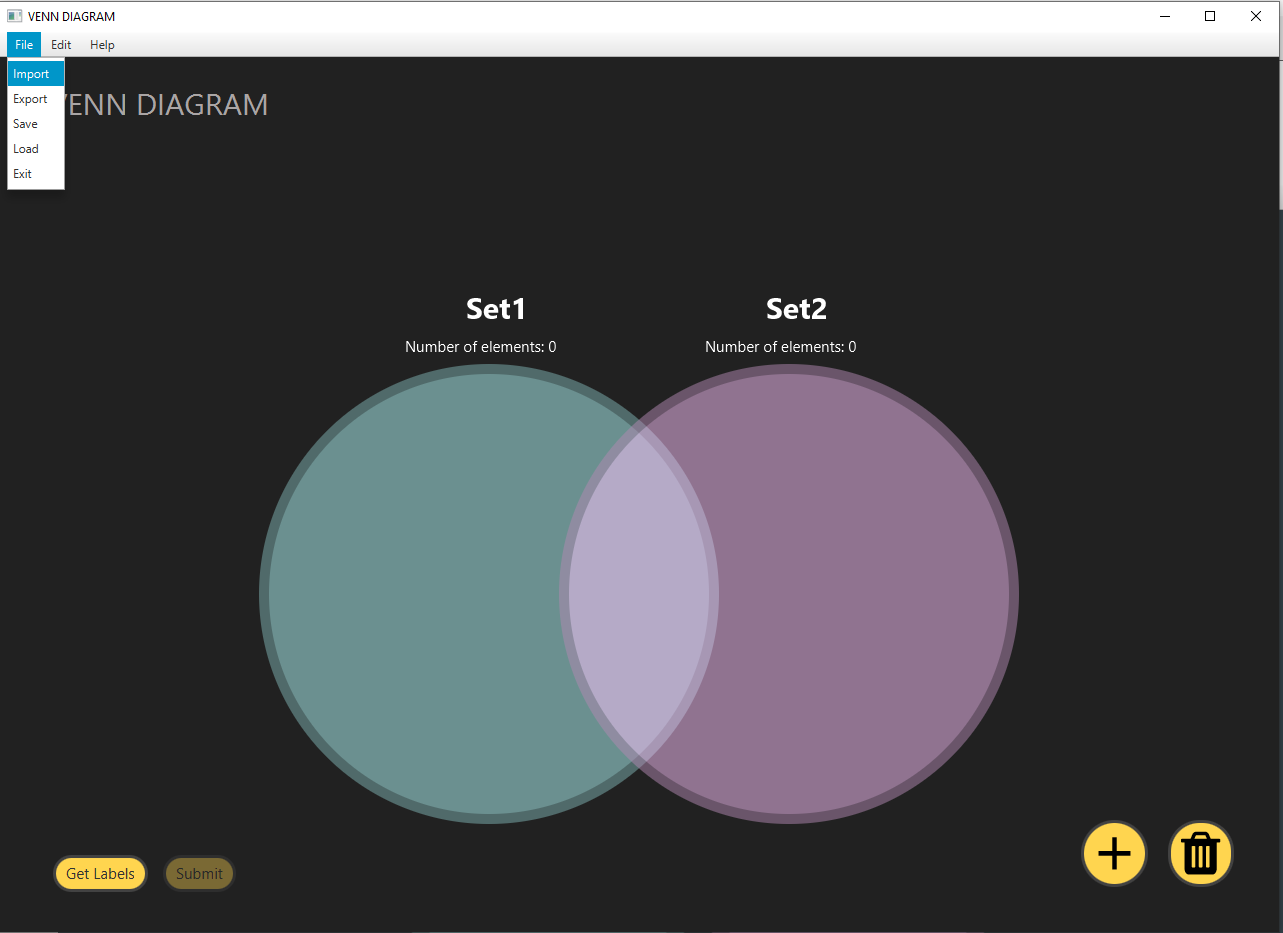 VENN DIAGRAM
File Edit Help
Import
Export
Save
Load
Exit
VENN DIAGRAM
Set1 Set2
Number of elements: 0 Number of elements: 0
Get Labels Submit